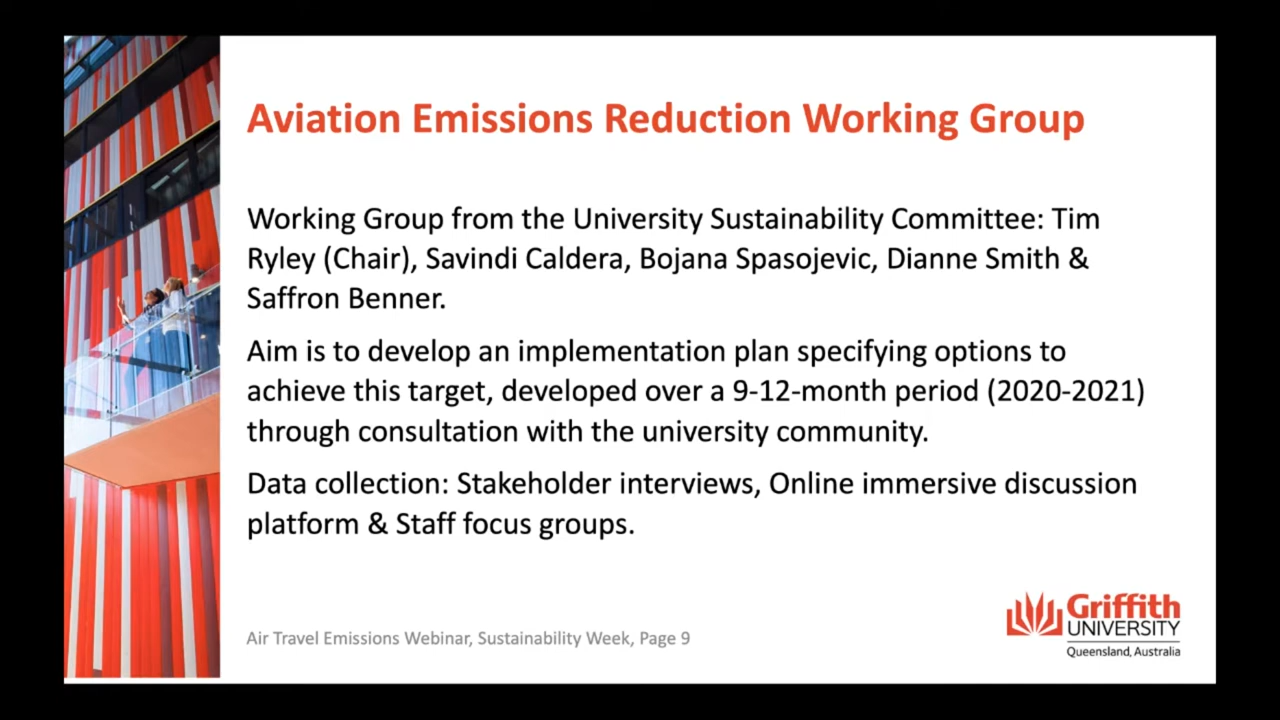 Aviation Emissions Reduction Working Group
Working Group from the University Sustainability Committee: Tim
Ryley (Chair), Savindi Caldera, Bojana Spasojevic, Dianne Smith &
Saffron Benner.
Aim is to develop an implementation plan specifying options to
achieve this target, developed over a 9-12-month period (2020-2021)
through consultation with the university community.
Data collection: Stakeholder interviews, Online immersive discussion
platform & Staff focus groups.
Air Travel Emissions Webinar, Sustainability Week, Page 9
Griffith
UNIVERSITY
Queensland, Australia